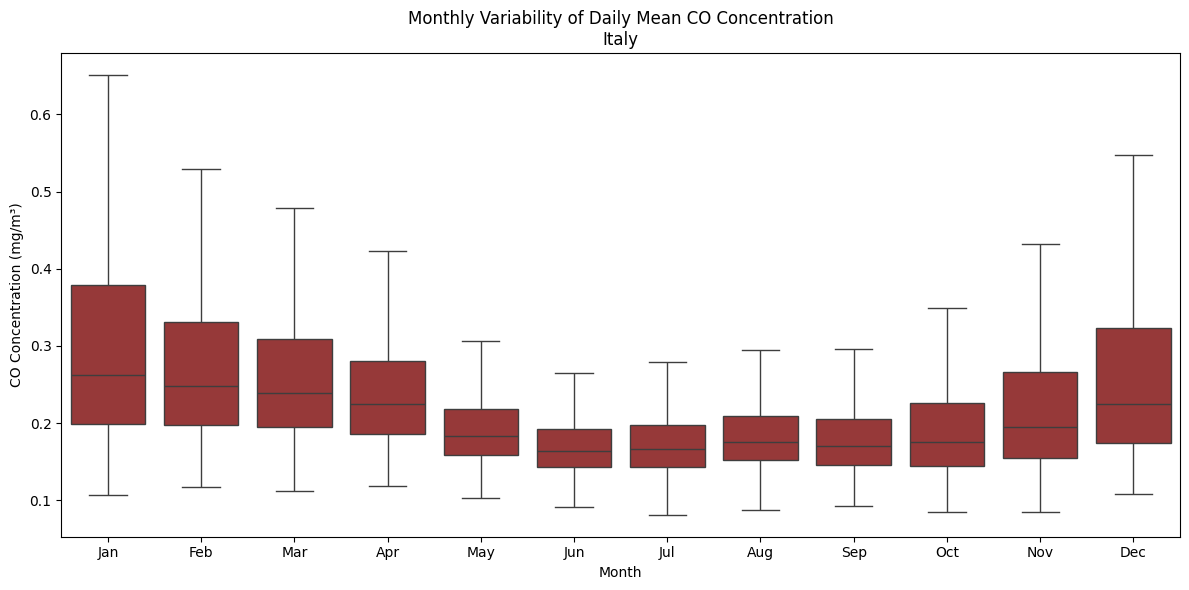 Monthly Variability of Daily Mean CO Concentration
Italy
CO Concentration (mg/m³)
0.6
0.5
0.4
0.3
0.2
0.1
Jan Feb Mar Apr May Jun Jul Aug Sep Oct Nov Dec
Month